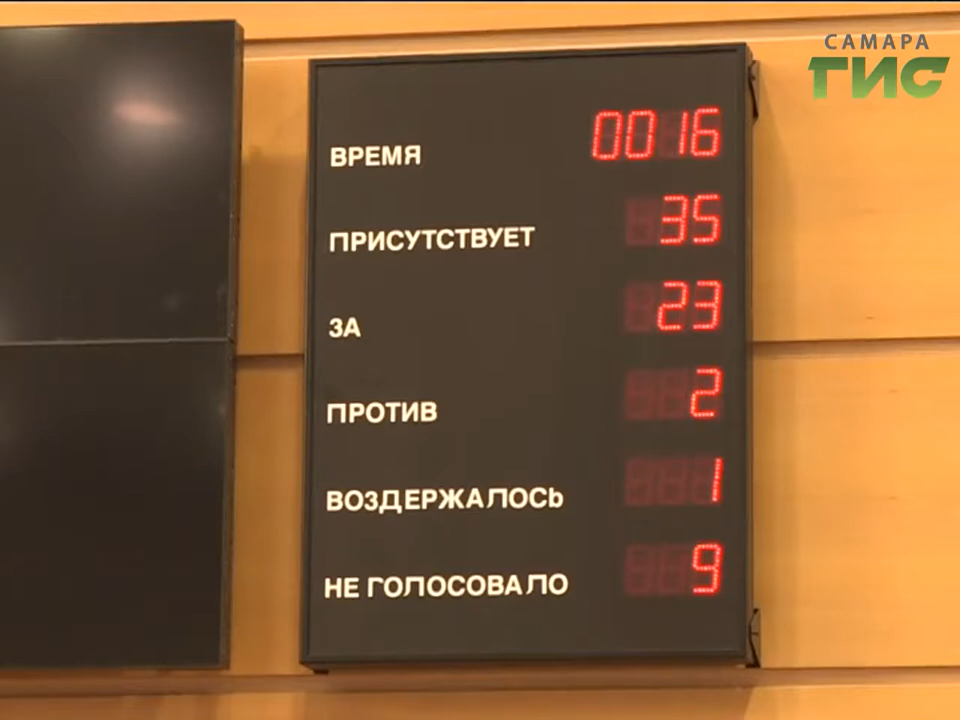 САМАРА
ГИС
ВРЕМЯ 00 16
ПРИСУТСТВУЕТ 35
ЗА 23
ПРОТИВ 2
ВОЗДЕРЖАЛОСЬ 1
НЕ ГОЛОСОВАЛО 9